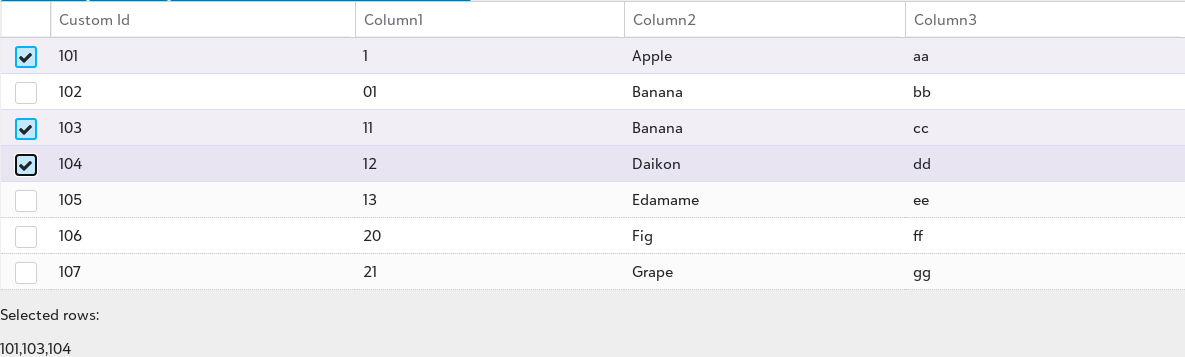 Custom Id Column1 Column2 Column3
101 1 Apple aa
102 01 Banana bb
103 11 Banana cc
104 12 Daikon dd
105 13 Edamame ee
106 20 Fig ff
107 21 Grape gg
Selected rows:
101,103,104